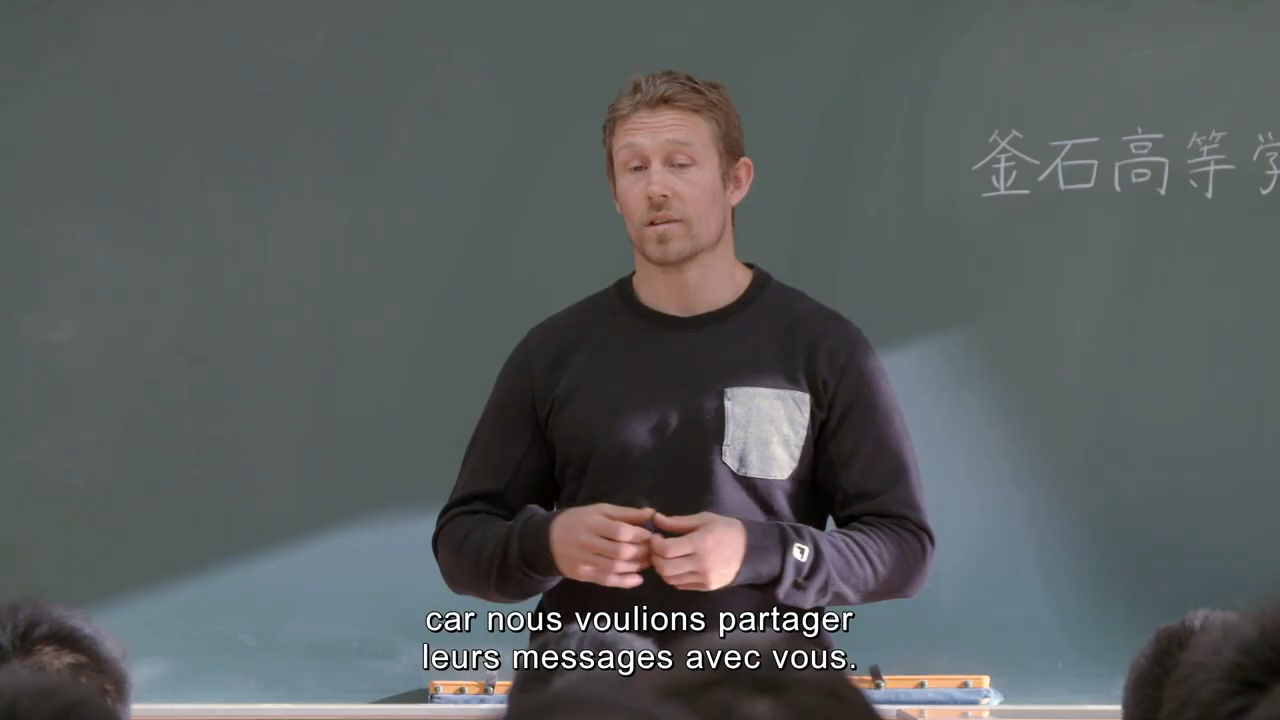 釜石高等学
car nous voulions partager
leurs messages avec vous.